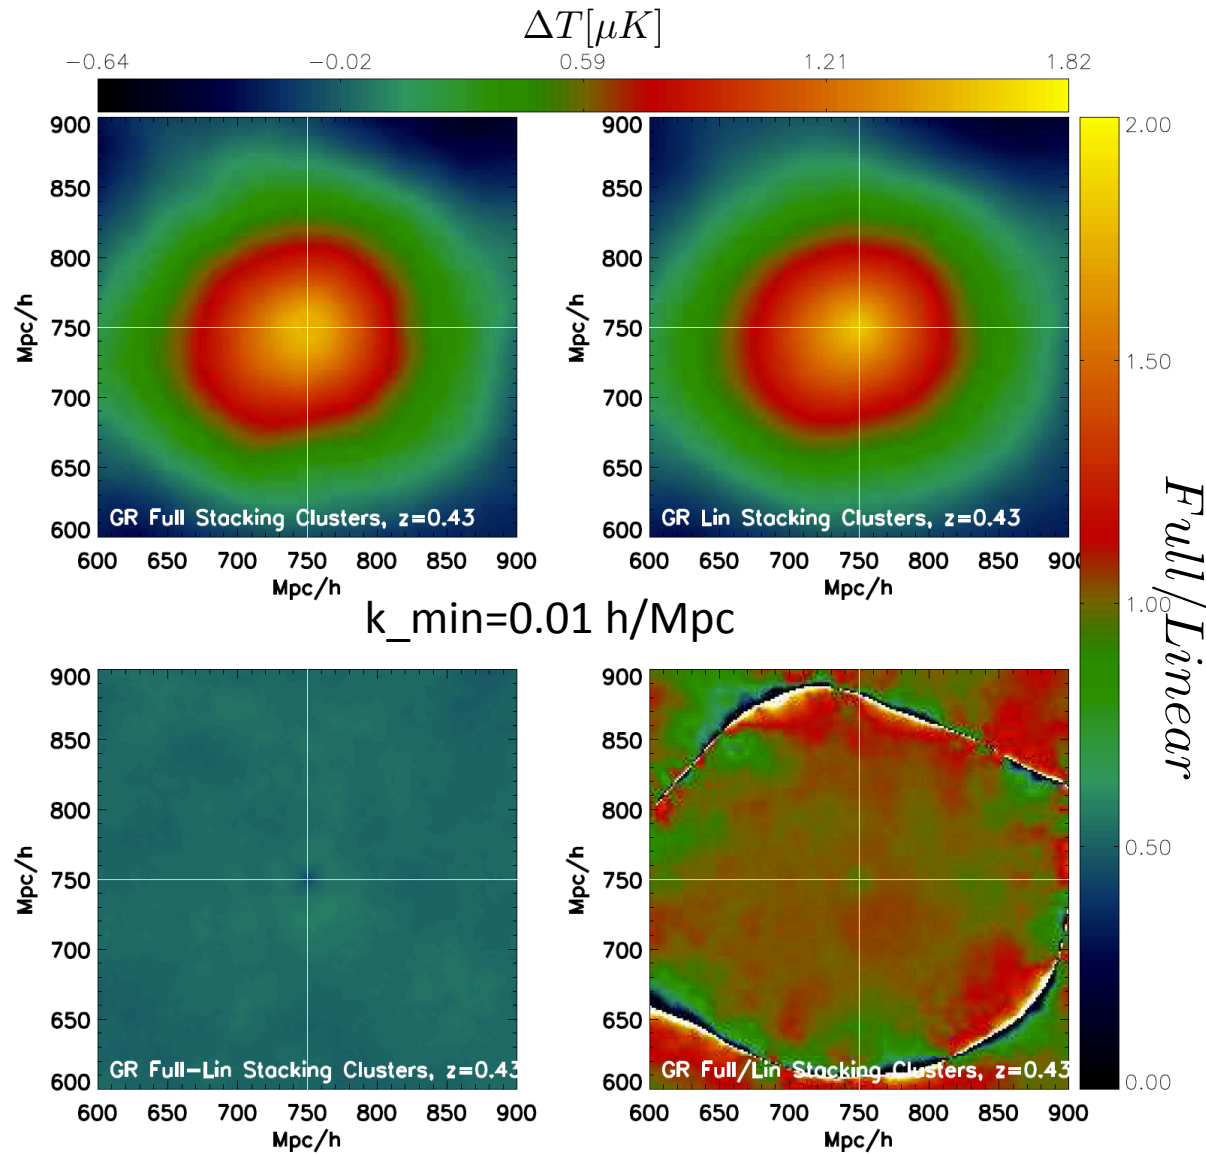 ΔT[μK]
−0.64 −0.02 0.59 1.21 1.82
900
850
800
750
700
650
600
Mpc/h
GR Full Stacking Clusters, z=0.43
600 650 700 750 800 850 900
Mpc/h
900
850
800
750
700
650
600
Mpc/h
GR Lin Stacking Clusters, z=0.43
600 650 700 750 800 850 900
Mpc/h
2.00
1.50
1.00
0.50
0.00
Full/Linear
k_min=0.01 h/Mpc
900
850
800
750
700
650
600
Mpc/h
GR Full−Lin Stacking Clusters, z=0.43
600 650 700 750 800 850 900
Mpc/h
900
850
800
750
700
650
600
Mpc/h
GR Full/Lin Stacking Clusters, z=0.43
600 650 700 750 800 850 900
Mpc/h